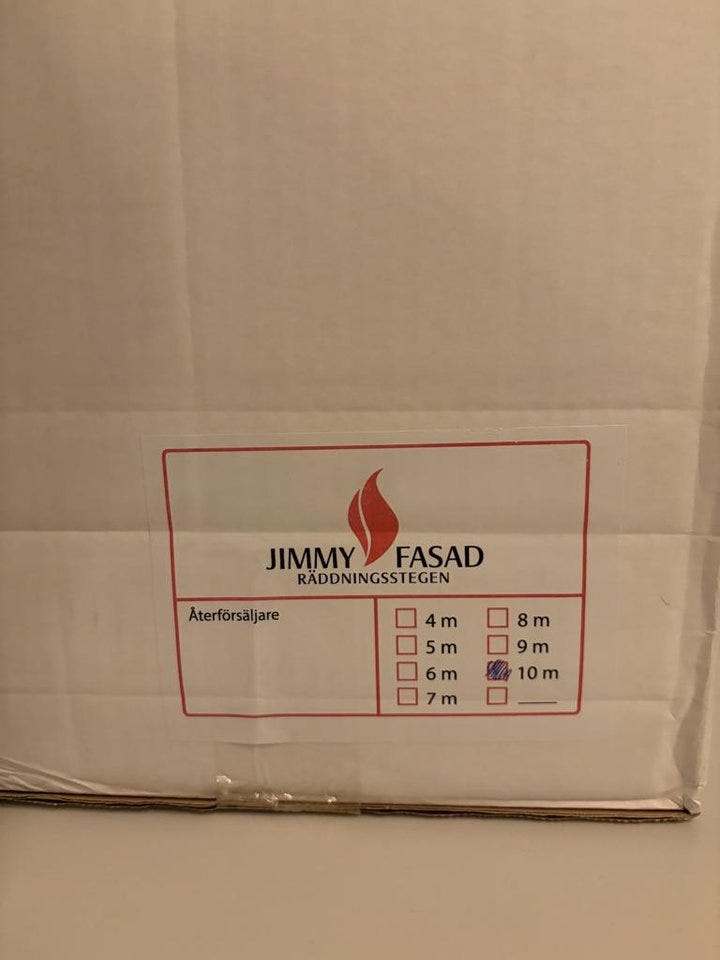 JIMMY FASAD
RÄDDNINGSSTEGEN
Återförsäljare
4 m
5 m
6 m
7 m
8 m
9 m
10 m